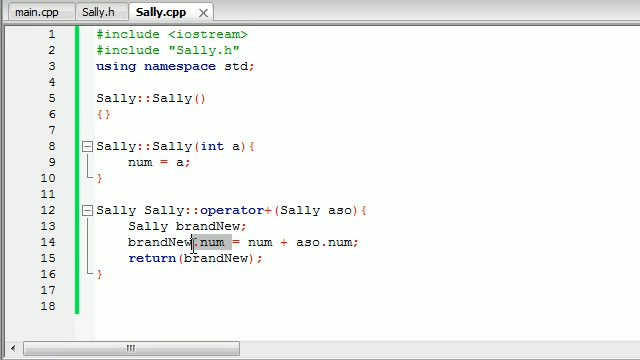 main.cpp Sally.h Sally.cpp
1 #include <iostream>
2 #include "Sally.h"
3 using namespace std;
4
5 Sally::Sally()
6 {}
7
8 Sally::Sally(int a){
9 num = a;
10 }
11
12 Sally Sally::operator+(Sally aso){
13 Sally brandNew;
14 brandNew.num = num + aso.num;
15 return(brandNew);
16 }
17
18